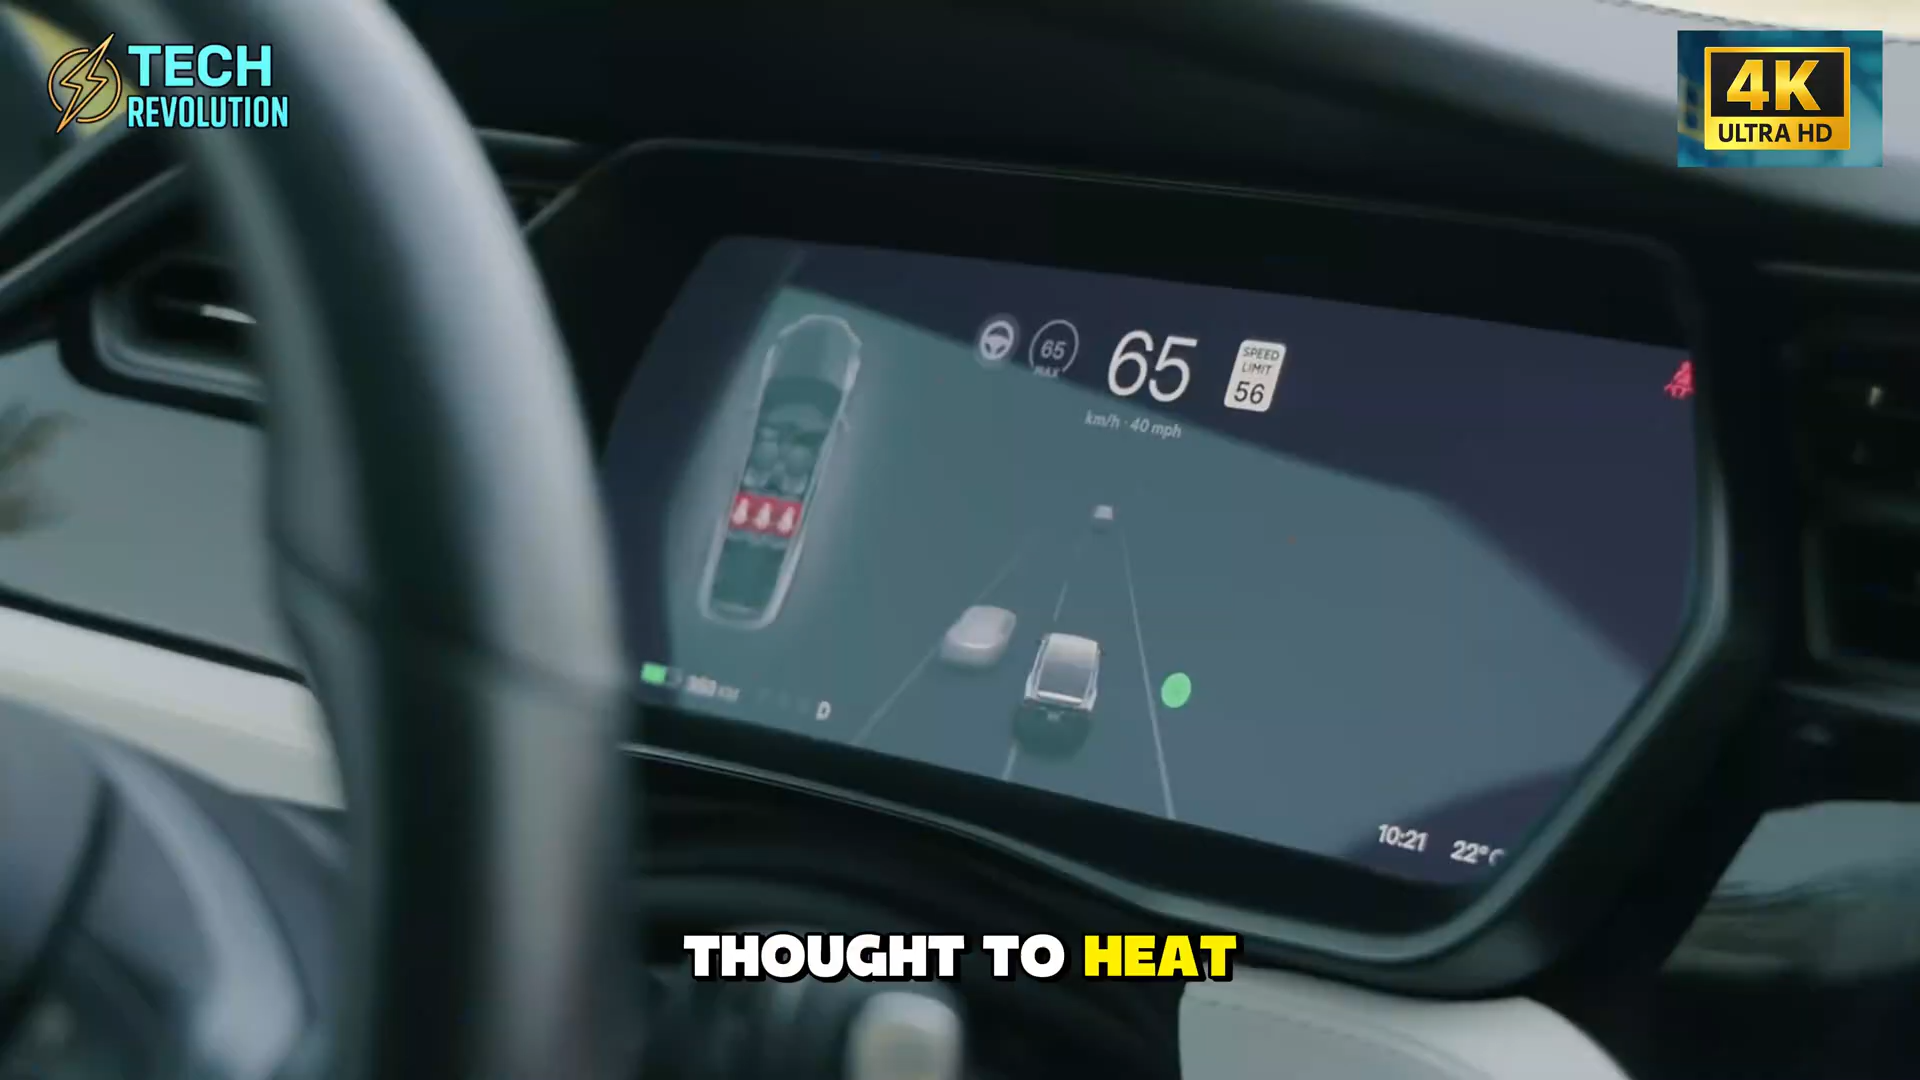 TECH
REVOLUTION
4K
ULTRA HD
65
MAX
65
SPEED
LIMIT
56
km/h · 40 mph
D
10:21 22°C
THOUGHT TO HEAT